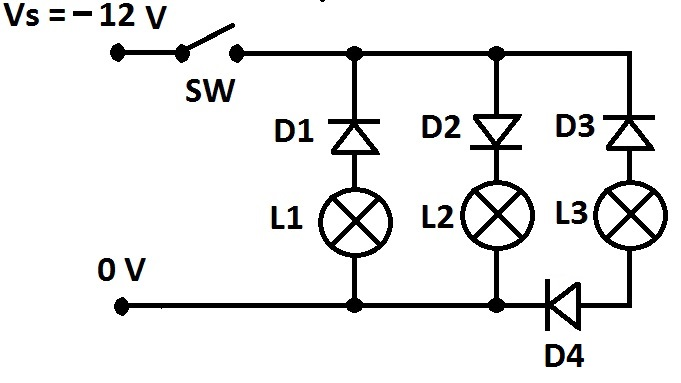 Vs = − 12 V
SW
D1 D2 D3
L1 L2 L3
0 V
D4